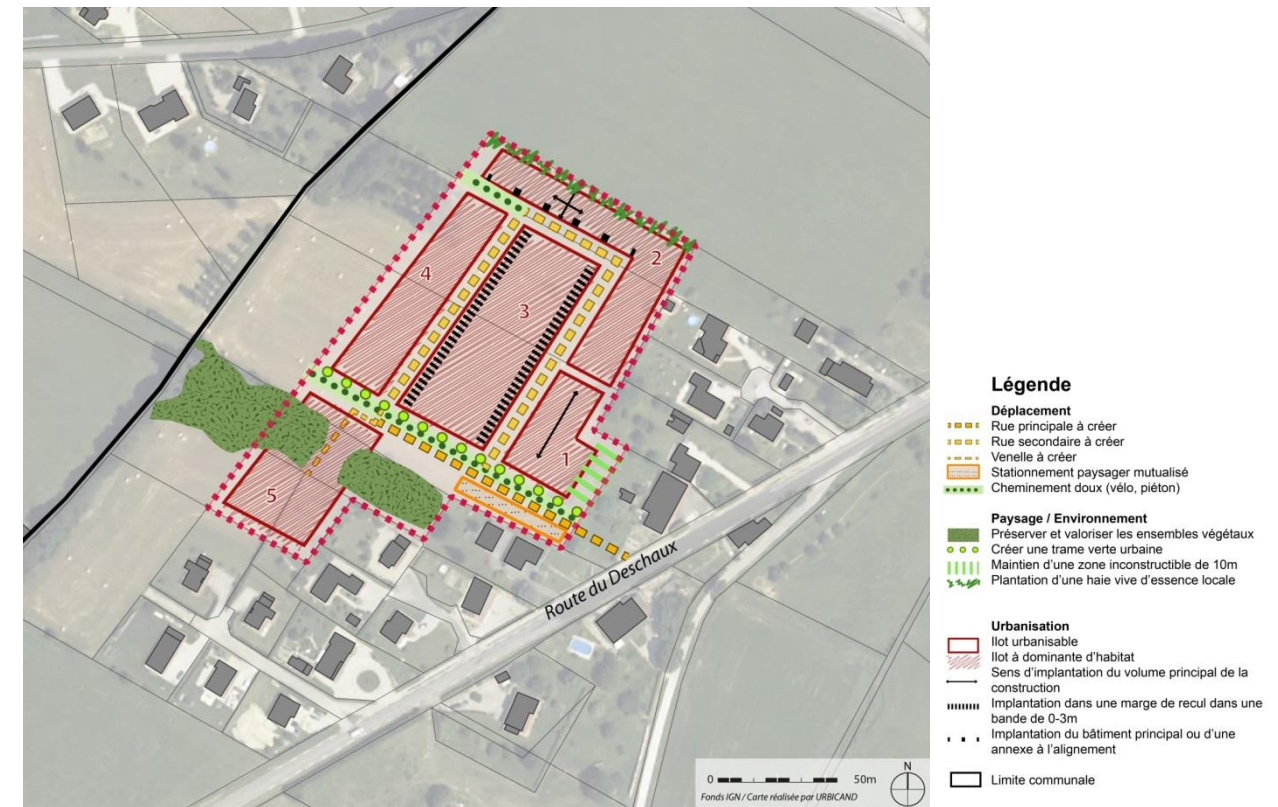 4
3
2
1
5
Route du Deschaux
N
0 50m
Fonds IGN / Carte réalisée par URBICAND
Légende
Déplacement
Rue principale à créer
Rue secondaire à créer
Venelle à créer
Stationnement paysager mutualisé
Cheminement doux (vélo, piéton)
Paysage / Environnement
Préserver et valoriser les ensembles végétaux
Créer une trame verte urbaine
Maintien d'une zone inconstructible de 10m
Plantation d'une haie vive d'essence locale
Urbanisation
Ilot urbanisable
Ilot à dominante d'habitat
Sens d'implantation du volume principal de la
construction
Implantation dans une marge de recul dans une
bande de 0-3m
Implantation du bâtiment principal ou d'une
annexe à l'alignement
Limite communale